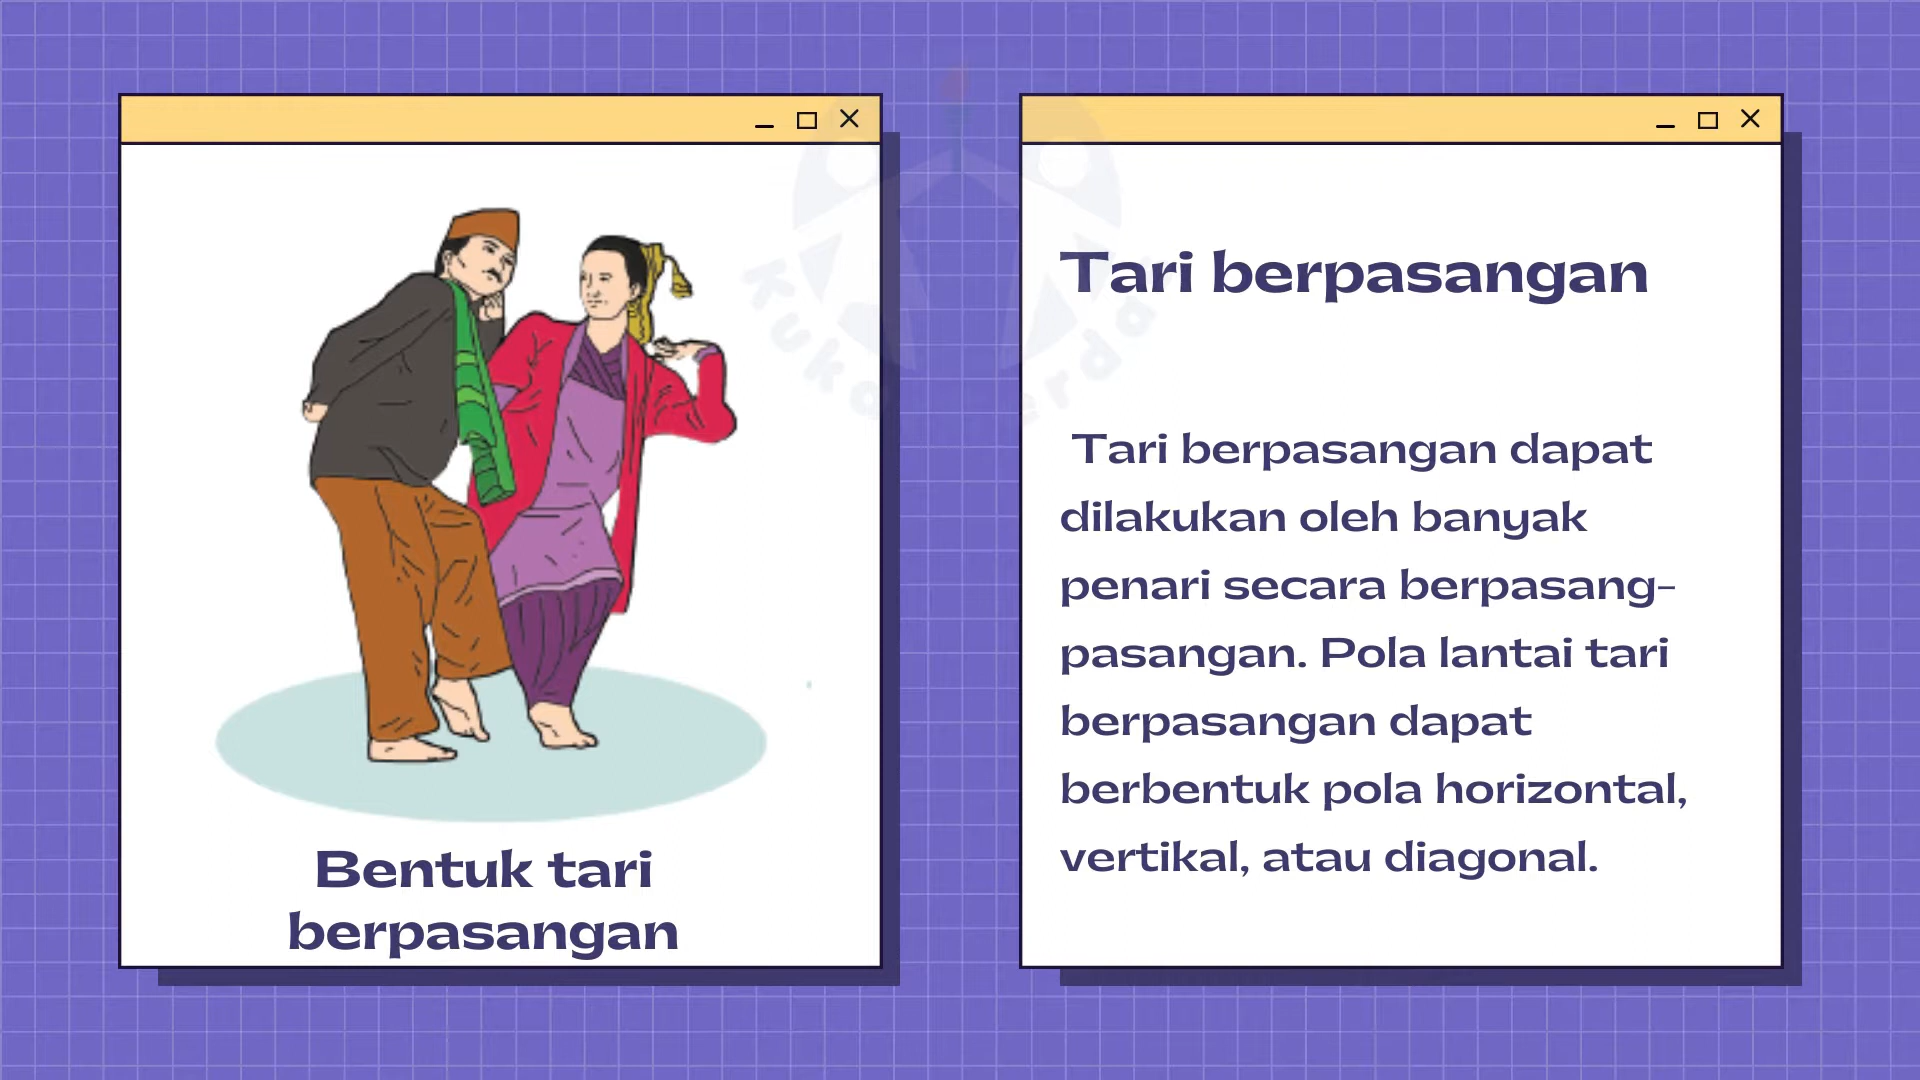 Bentuk tari
berpasangan
Tari berpasangan
Tari berpasangan dapat
dilakukan oleh banyak
penari secara berpasang-
pasangan. Pola lantai tari
berpasangan dapat
berbentuk pola horizontal,
vertikal, atau diagonal.